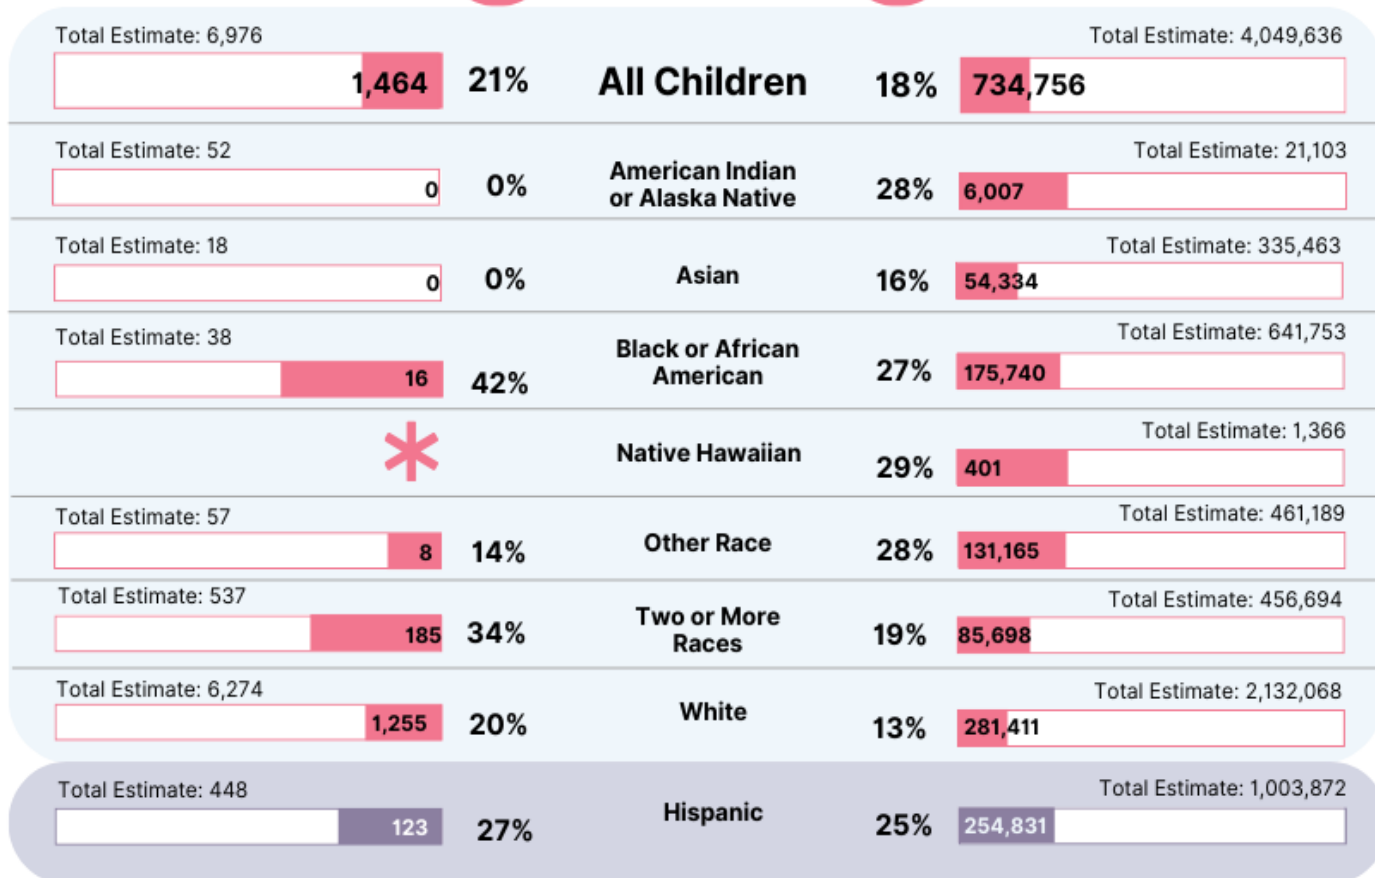 Total Estimate: 6,976
Total Estimate: 4,049,636
1,464 21% All Children 18% 734,756
Total Estimate: 52
Total Estimate: 21,103
0 0% American Indian
or Alaska Native 28% 6,007
Total Estimate: 18
Total Estimate: 335,463
0 0% Asian 16% 54,334
Total Estimate: 38
Total Estimate: 641,753
16 42% Black or African
American 27% 175,740
Total Estimate: 1,366
* Native Hawaiian 29% 401
Total Estimate: 57
Total Estimate: 461,189
8 14% Other Race 28% 131,165
Total Estimate: 537
Total Estimate: 456,694
185 34% Two or More
Races 19% 85,698
Total Estimate: 6,274
Total Estimate: 2,132,068
1,255 20% White 13% 281,411
Total Estimate: 448
Total Estimate: 1,003,872
123 27% Hispanic 25% 254,831